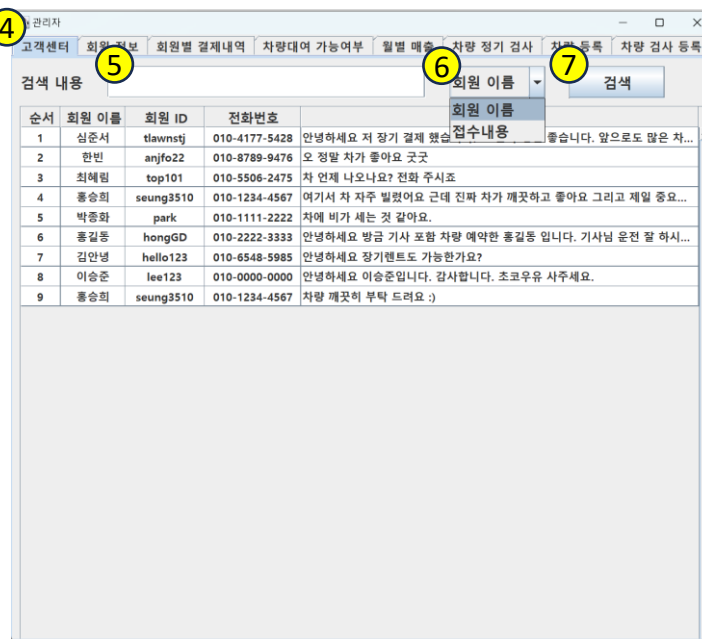 4 관리자
고객센터 회원 정보 회원별 결제내역 차량대여 가능여부 월별 매출 차량 정기 검사 차량 등록 차량 검사 등록
5 6 7
검색 내용 회원 이름 검색
회원 이름
접수내용
순서 회원 이름 회원 ID 전화번호
1 심준서 tlawnstj 010-4177-5428 안녕하세요 저 장기 결제 했습 좋습니다. 앞으로도 많은 차...
2 한빈 anjfo22 010-8789-9476 오 정말 차가 좋아요 굿굿
3 최혜림 top101 010-5506-2475 차 언제 나오나요? 전화 주시죠
4 홍승희 seung3510 010-1234-4567 여기서 차 자주 빌렸어요 근데 진짜 차가 깨끗하고 좋아요 그리고 제일 중요...
5 박종화 park 010-1111-2222 차에 비가 세는 것 같아요.
6 홍길동 hongGD 010-2222-3333 안녕하세요 방금 기사 포함 차량 예약한 홍길동 입니다. 기사님 운전 잘 하시...
7 김안녕 hello123 010-6548-5985 안녕하세요 장기렌트도 가능한가요?
8 이승준 lee123 010-0000-0000 안녕하세요 이승준입니다. 감사합니다. 초코우유 사주세요.
9 홍승희 seung3510 010-1234-4567 차량 깨끗히 부탁 드려요 :)